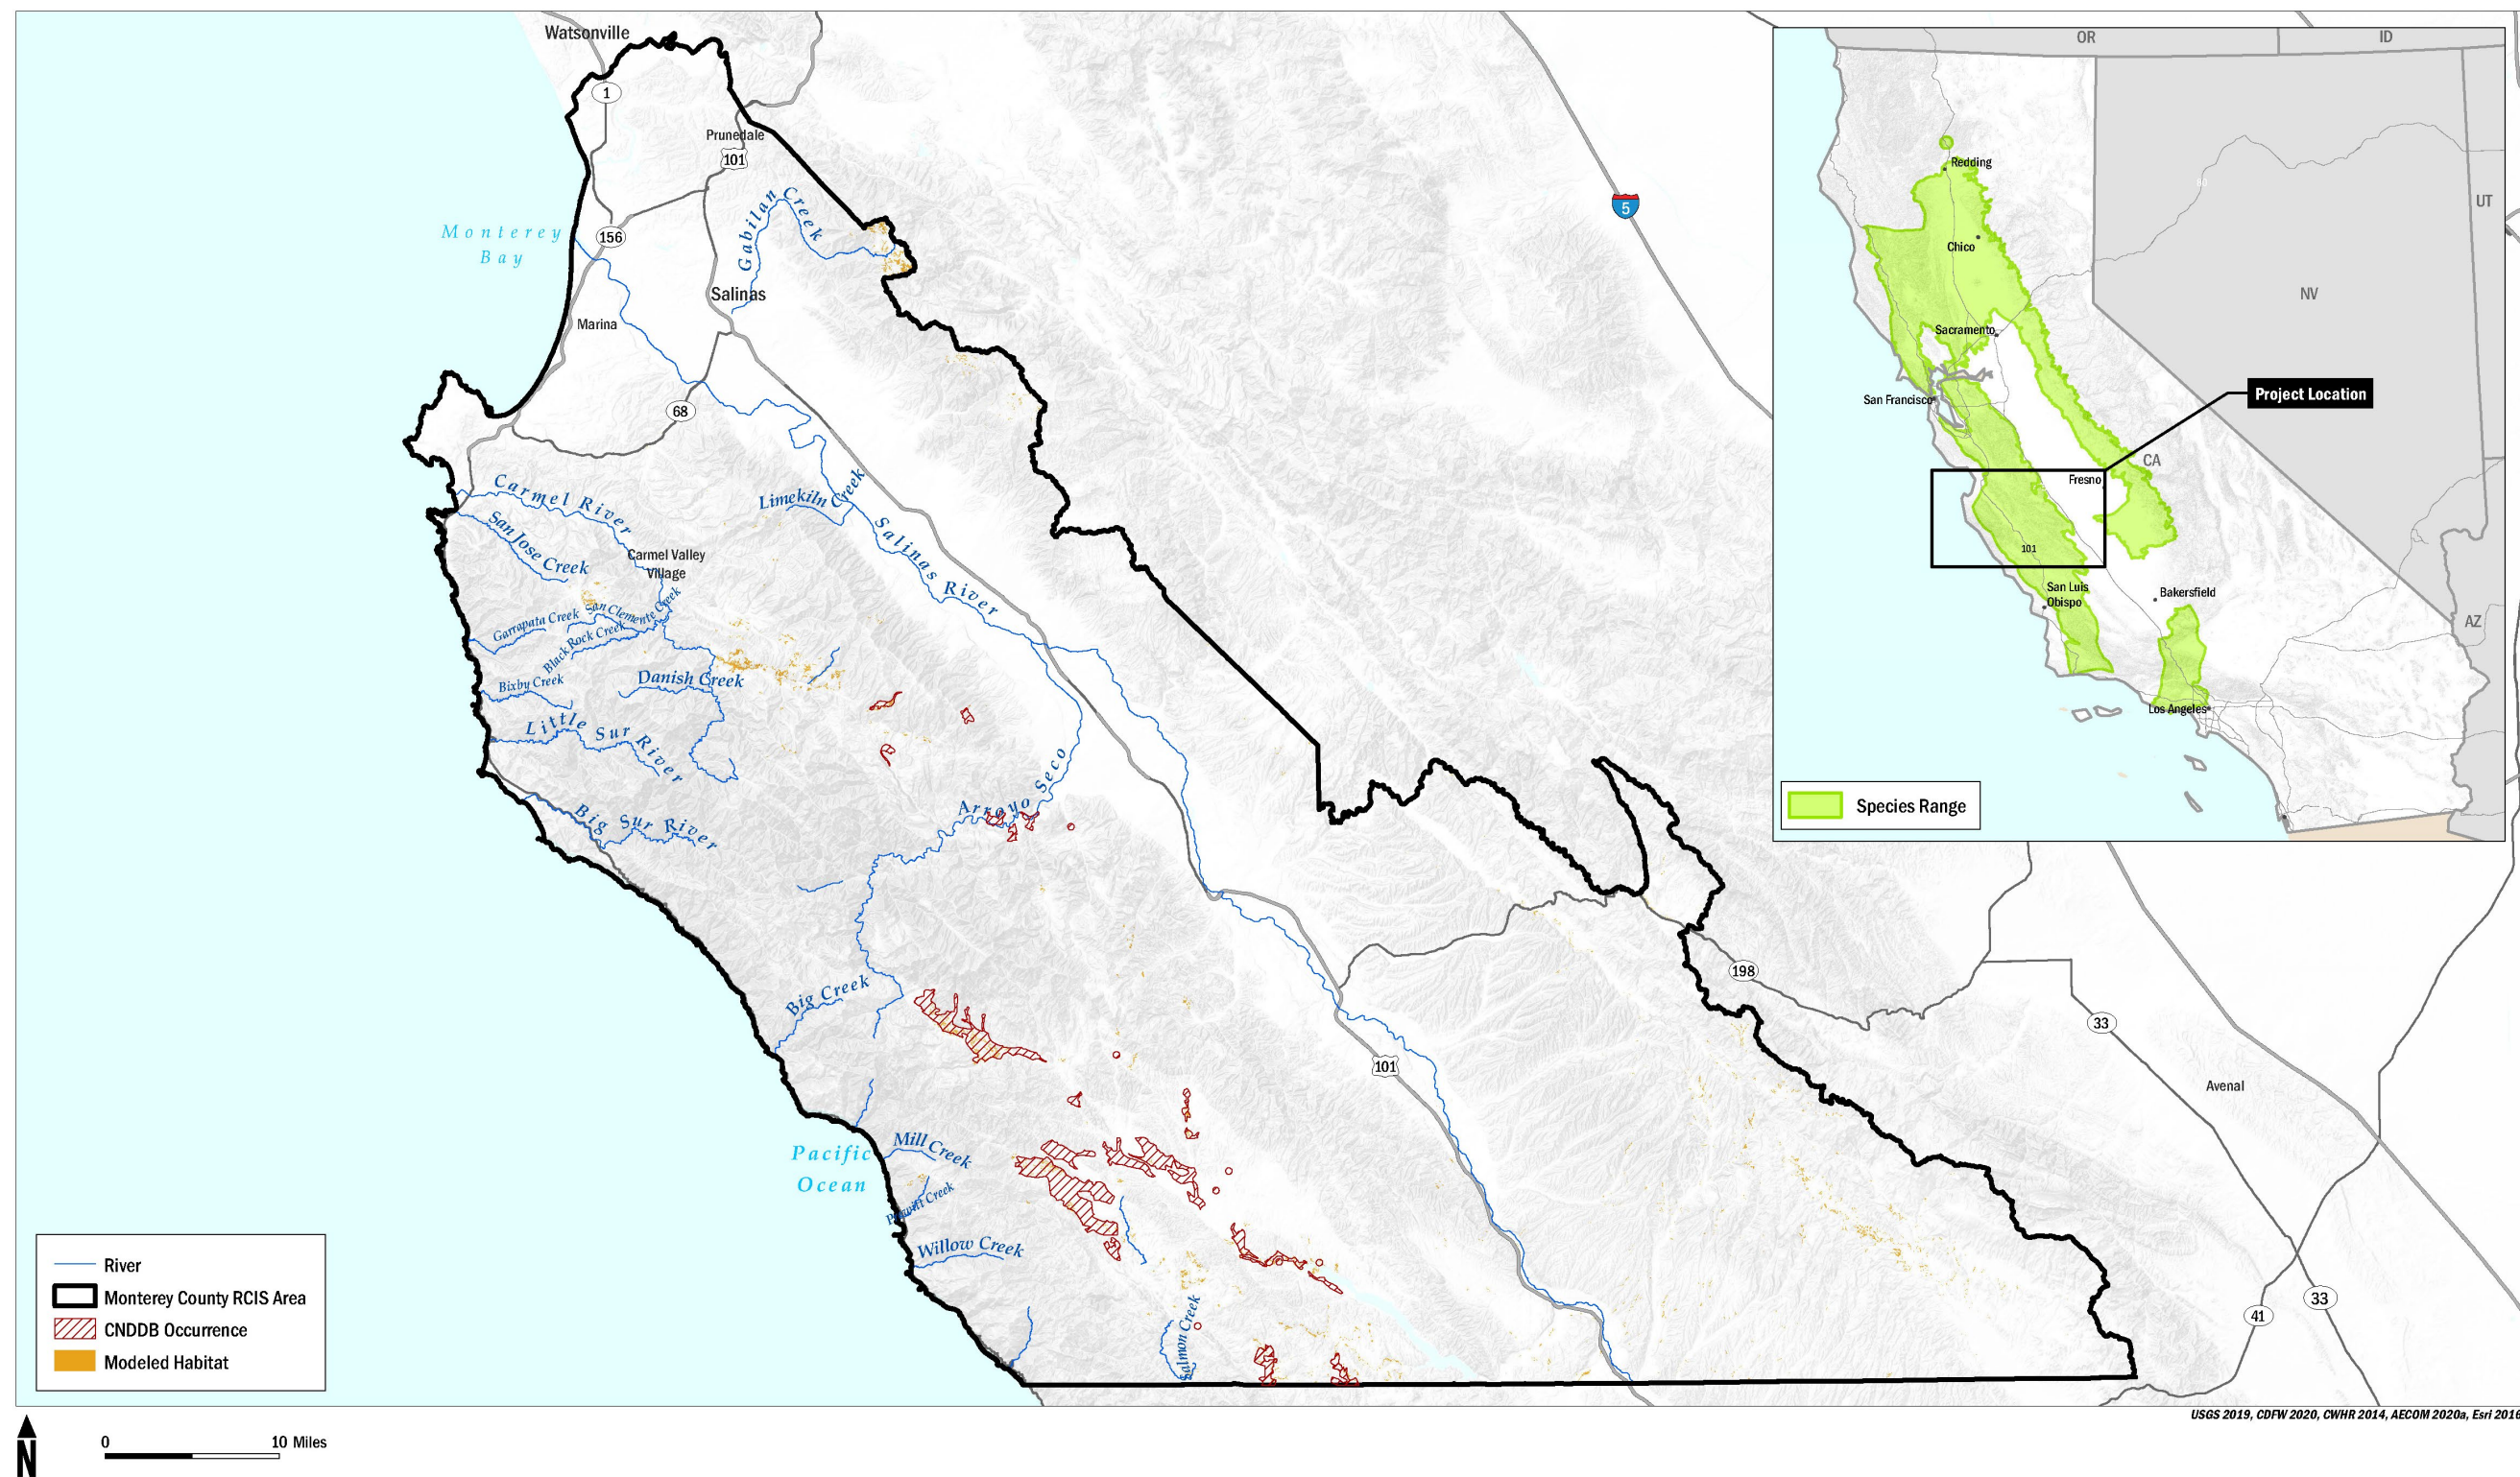 Watsonville
1
Prunedale
101
Monterey
Bay
156
Gabilan Creek
Salinas
Marina
68
5
Carmel River
San Jose Creek
Limekiln Creek
Salinas River
Carmel Valley
Village
Garrapata Creek
San Clemente Creek
Black Rock Creek
Bixby Creek
Danish Creek
Little Sur River
Big Sur River
Arroyo Seco
Big Creek
198
33
101
Avenal
Pacific
Ocean
Mill Creek
Prewitt Creek
Willow Creek
Salmon Creek
41
33
OR
ID
Redding
UT
Chico
NV
Sacramento
San Francisco
Project Location
CA
Fresno
101
San Luis
Obispo
Bakersfield
AZ
Los Angeles
Species Range
River
Monterey County RCIS Area
CNDDB Occurrence
Modeled Habitat
USGS 2019, CDFW 2020, CWHR 2014, AECOM 2020a, Esri 2016
N
0 10 Miles